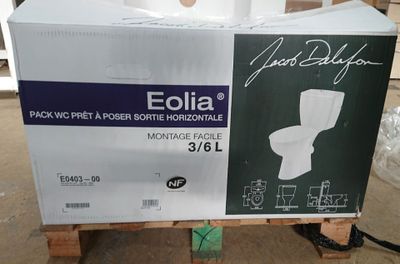 Jacob Delafon
Eolia®
PACK WC PRÊT À POSER SORTIE HORIZONTALE
MONTAGE FACILE
3/6 L
E0403-00
NF